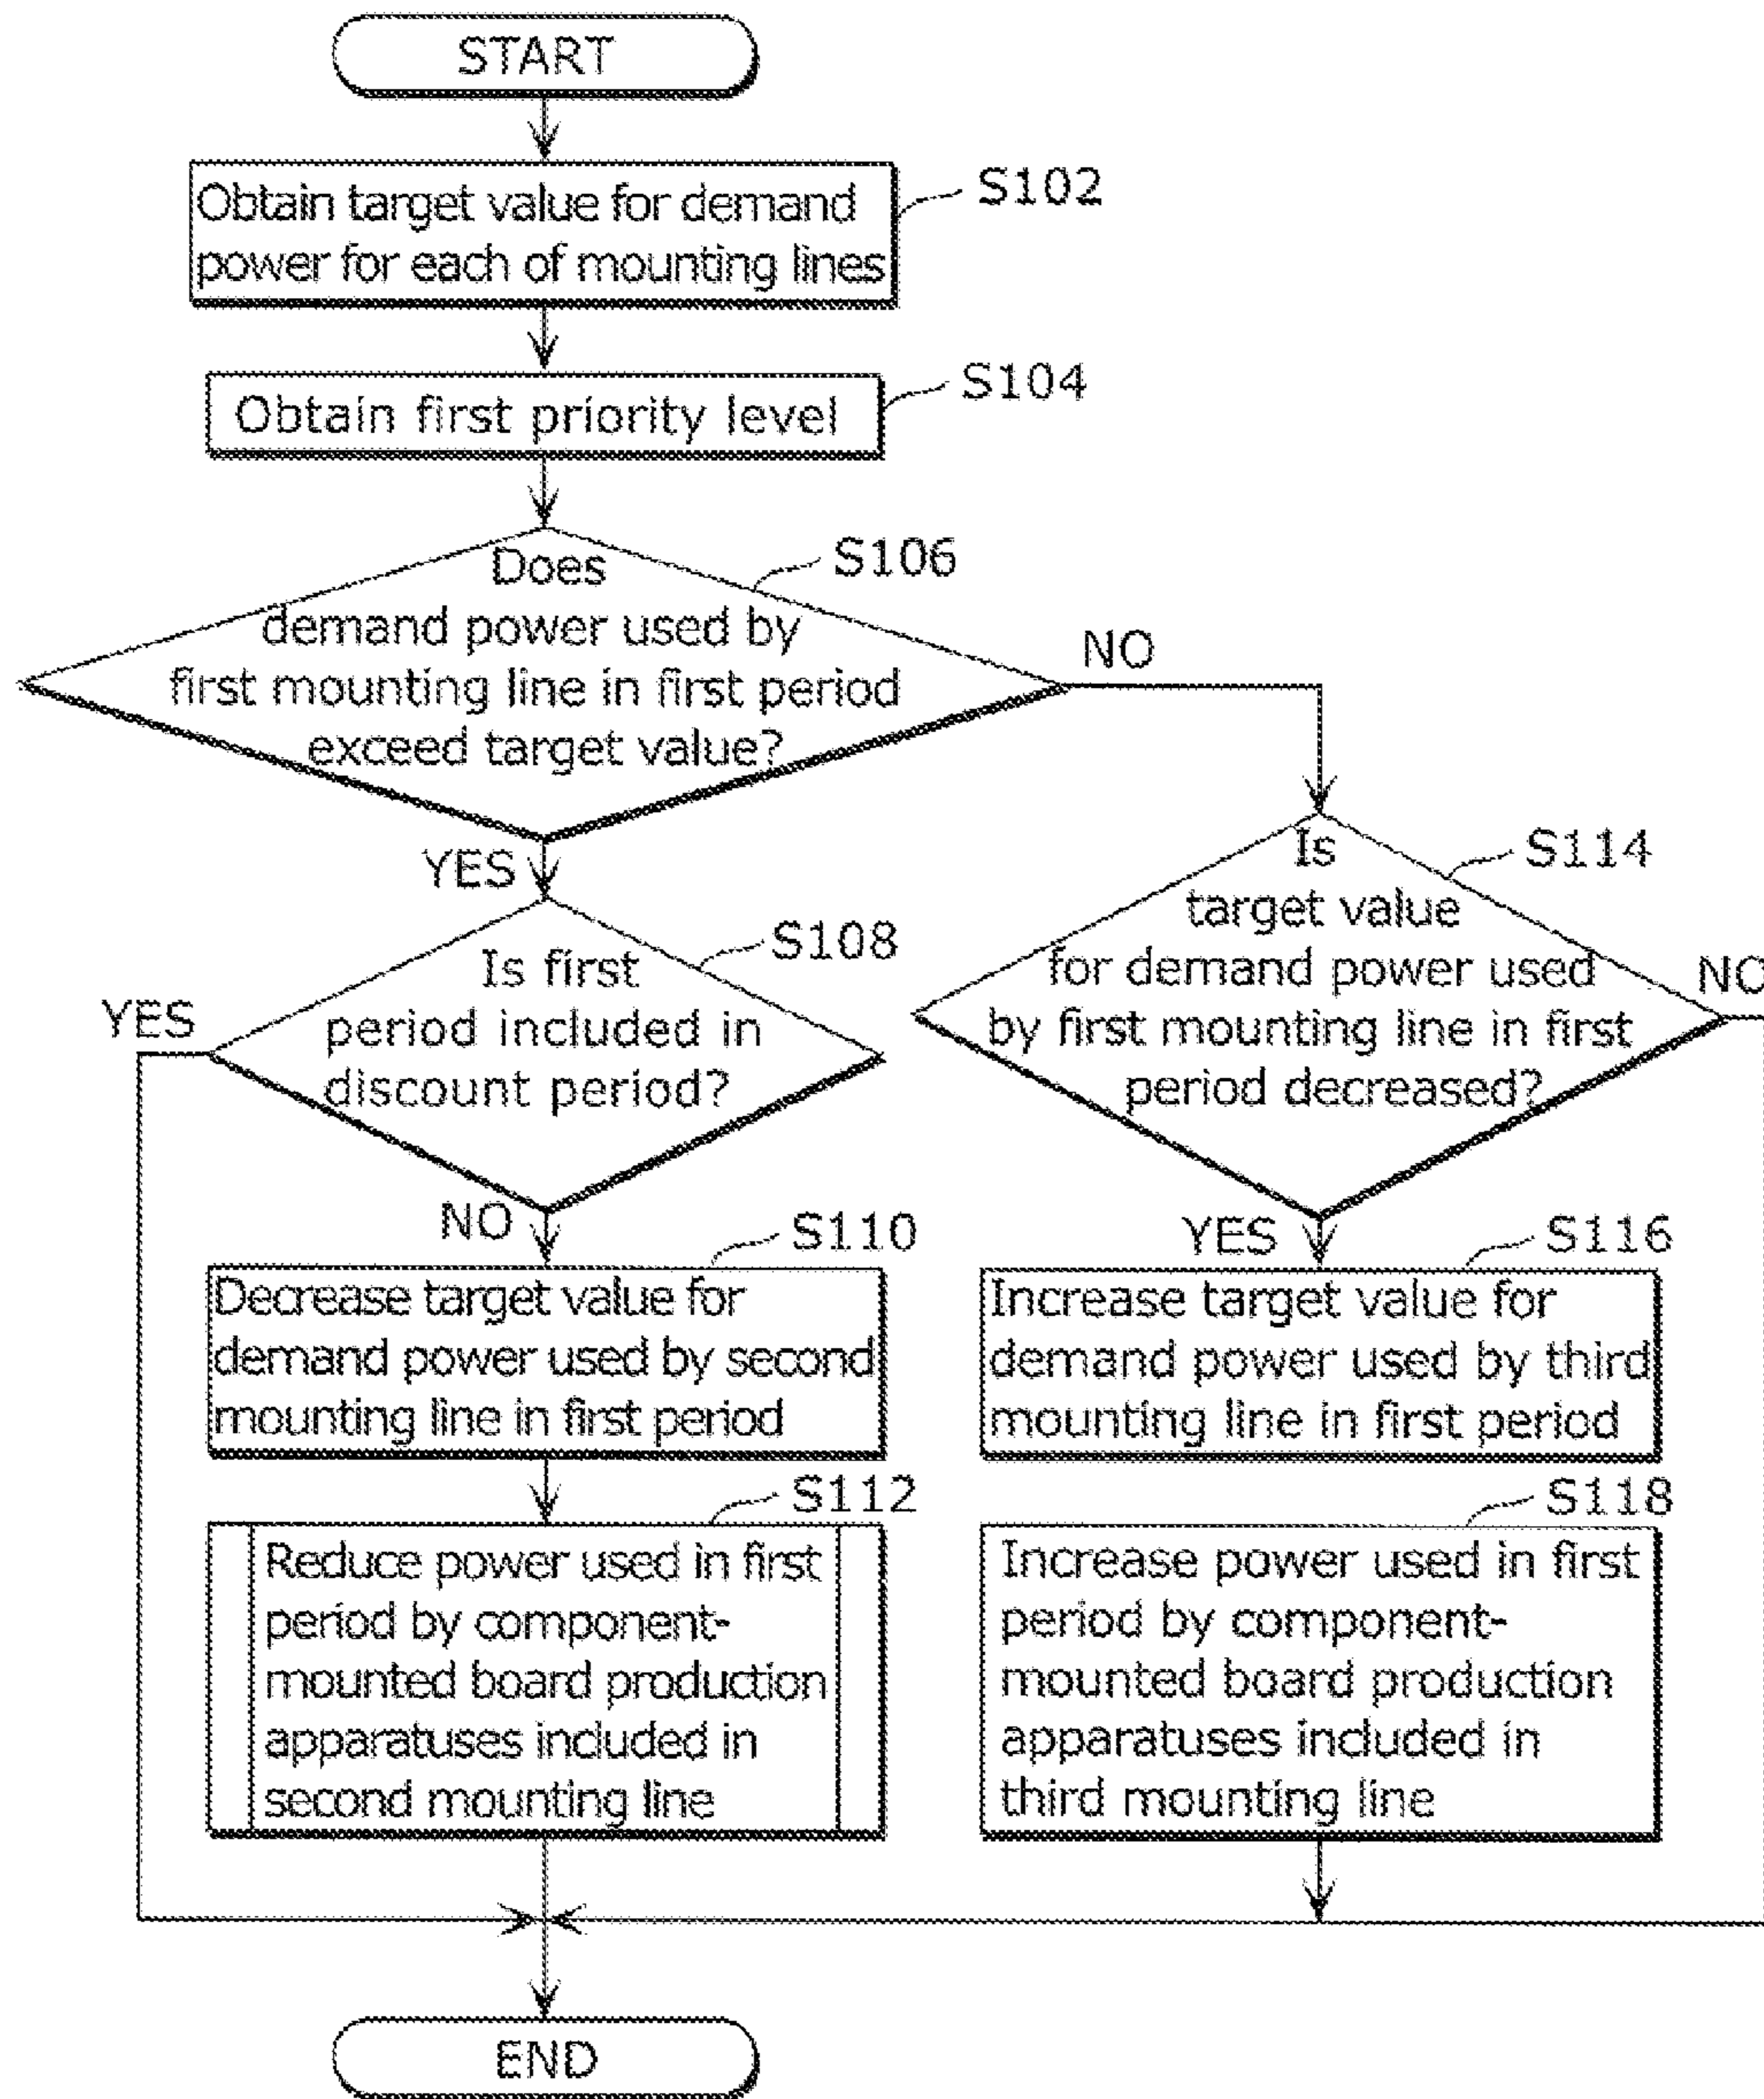 START
Obtain target value for demand
power for each of mounting lines
S102
Obtain first priority level
S104
Does
demand power used by
first mounting line in first period
exceed target value?
S106
NO
YES
Is first
period included in
discount period?
S108
YES
NO
Is
target value
for demand power used
by first mounting line in first
period decreased?
S114
NO
YES
Decrease target value for
demand power used by second
mounting line in first period
S110
Increase target value for
demand power used by third
mounting line in first period
S116
Reduce power used in first
period by component-
mounted board production
apparatuses included in
second mounting line
S112
Increase power used in first
period by component-
mounted board production
apparatuses included in
third mounting line
S118
END